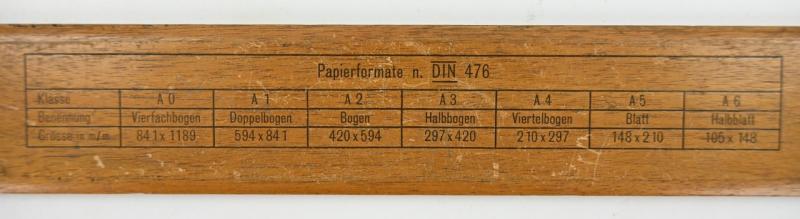 Papierformate n. DIN 476
Klasse A 0 A 1 A 2 A 3 A 4 A 5 A 6
Benennung Vierfachbogen Doppelbogen Bogen Halbbogen Viertelbogen Blatt Halbblatt
Grösse in m/m 841 x 1189 594 x 841 420 x 594 297 x 420 210 x 297 148 x 210 105 x 148